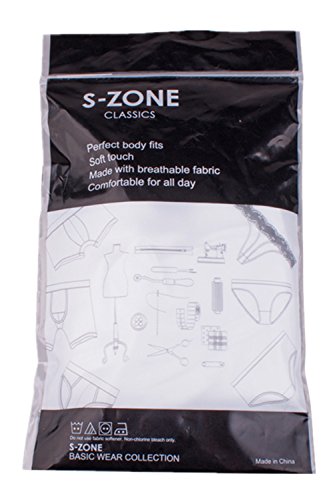 S-ZONE
CLASSICS
Perfect body fits
Soft touch
Made with breathable fabric
Comfortable for all day
Do not use fabric softener. Non-chlorine bleach only.
S-ZONE
BASIC WEAR COLLECTION
Made in China